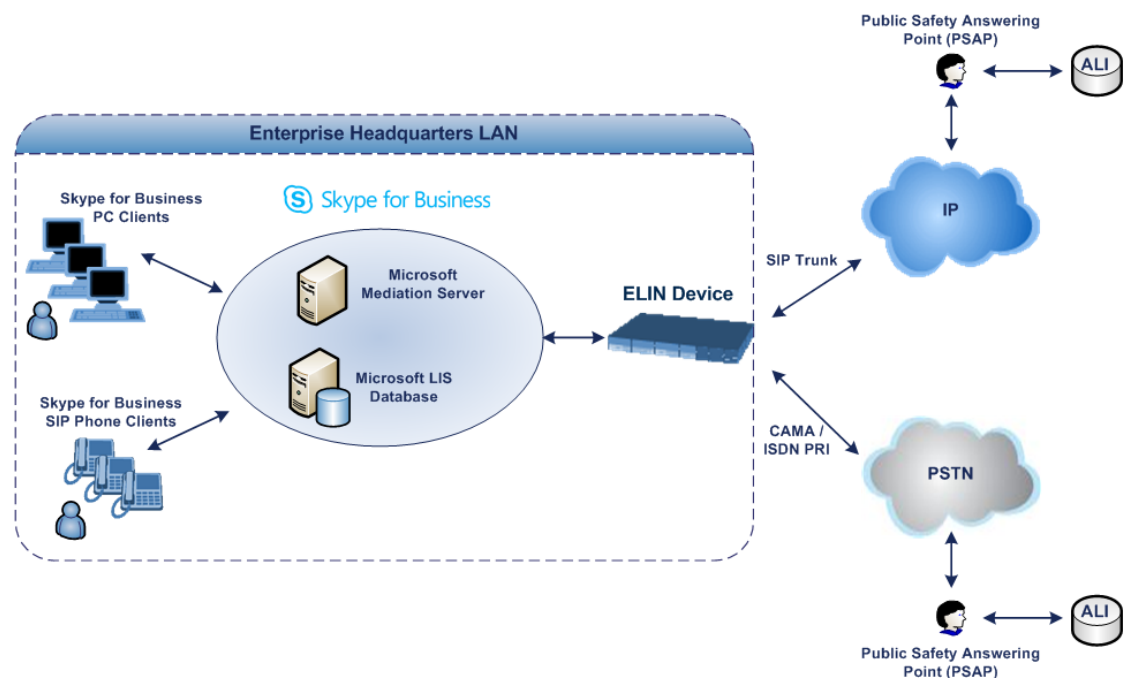 Public Safety Answering
Point (PSAP)
ALI
Enterprise Headquarters LAN
Skype for Business
PC Clients
S Skype for Business
Microsoft
Mediation Server
Microsoft LIS
Database
Skype for Business
SIP Phone Clients
ELIN Device
SIP Trunk
IP
CAMA /
ISDN PRI
PSTN
ALI
Public Safety Answering
Point (PSAP)